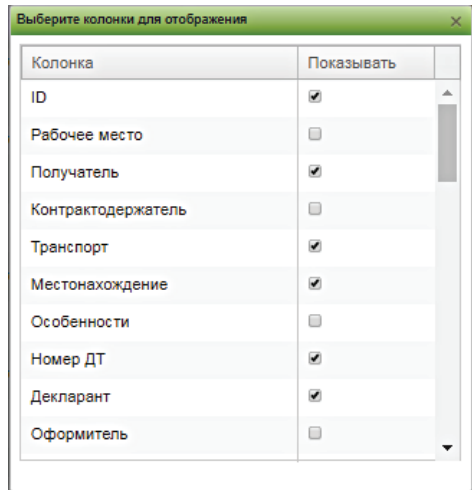 Выберите колонки для отображения
Колонка Показывать
ID
Рабочее место
Получатель
Контрактодержатель
Транспорт
Местонахождение
Особенности
Номер ДТ
Декларант
Оформитель